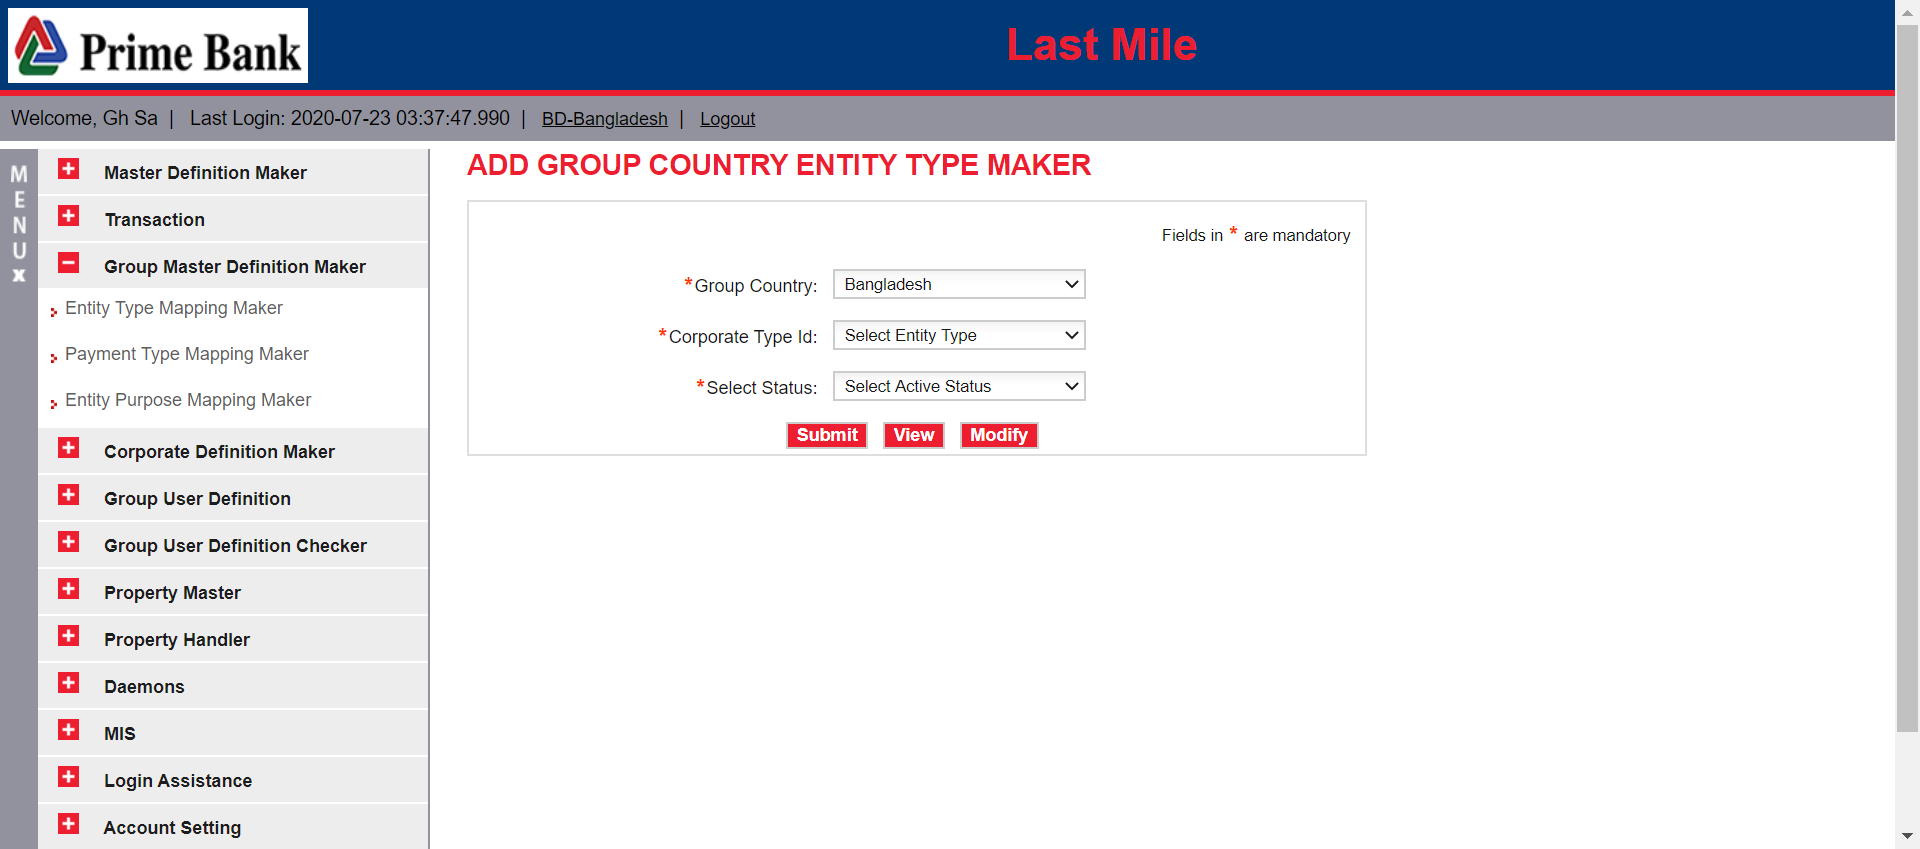 Prime Bank
Last Mile
Welcome, Gh Sa | Last Login: 2020-07-23 03:37:47.990 | BD-Bangladesh | Logout
MENU
x
Master Definition Maker
Transaction
Group Master Definition Maker
Entity Type Mapping Maker
Payment Type Mapping Maker
Entity Purpose Mapping Maker
Corporate Definition Maker
Group User Definition
Group User Definition Checker
Property Master
Property Handler
Daemons
MIS
Login Assistance
Account Setting
ADD GROUP COUNTRY ENTITY TYPE MAKER
Fields in * are mandatory
*Group Country: Bangladesh
*Corporate Type Id: Select Entity Type
*Select Status: Select Active Status
Submit View Modify